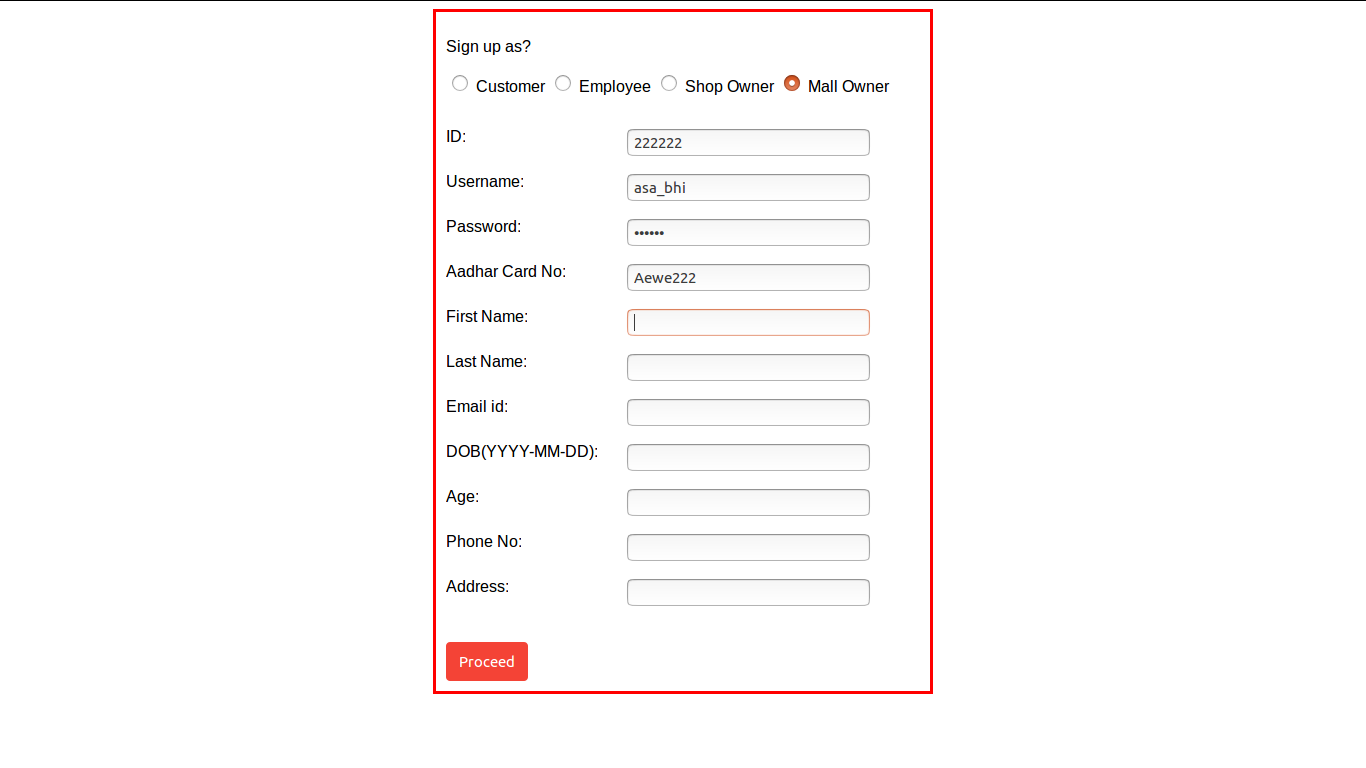 Sign up as?
Customer Employee Shop Owner Mall Owner
ID: 222222
Username: asa_bhi
Password: ••••••
Aadhar Card No: Aewe222
First Name:
Last Name:
Email id:
DOB(YYYY-MM-DD):
Age:
Phone No:
Address:
Proceed